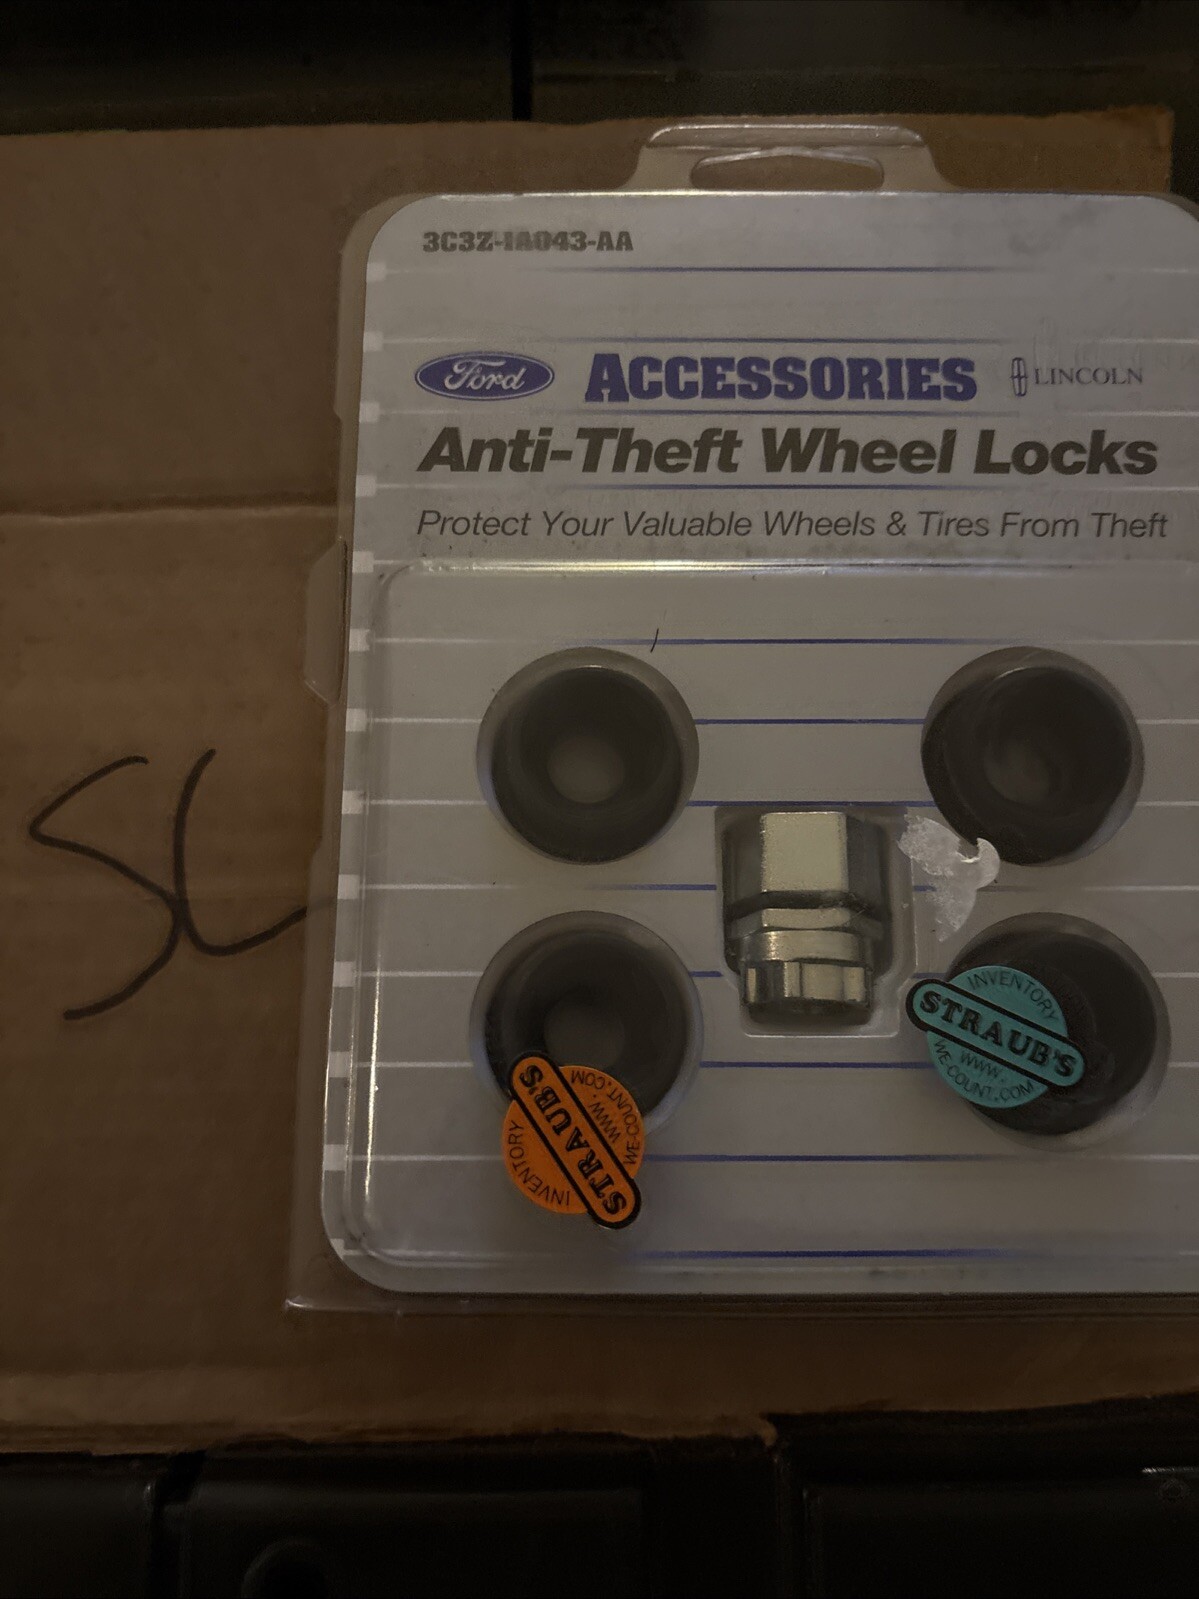 3C3Z-1A043-AA
Ford ACCESSORIES LINCOLN
Anti-Theft Wheel Locks
Protect Your Valuable Wheels & Tires From Theft
SL
INVENTORY
STRAUB'S
WWW.
WE-COUNT.COM
INVENTORY
STRAUB'S
WWW.
WE-COUNT.COM